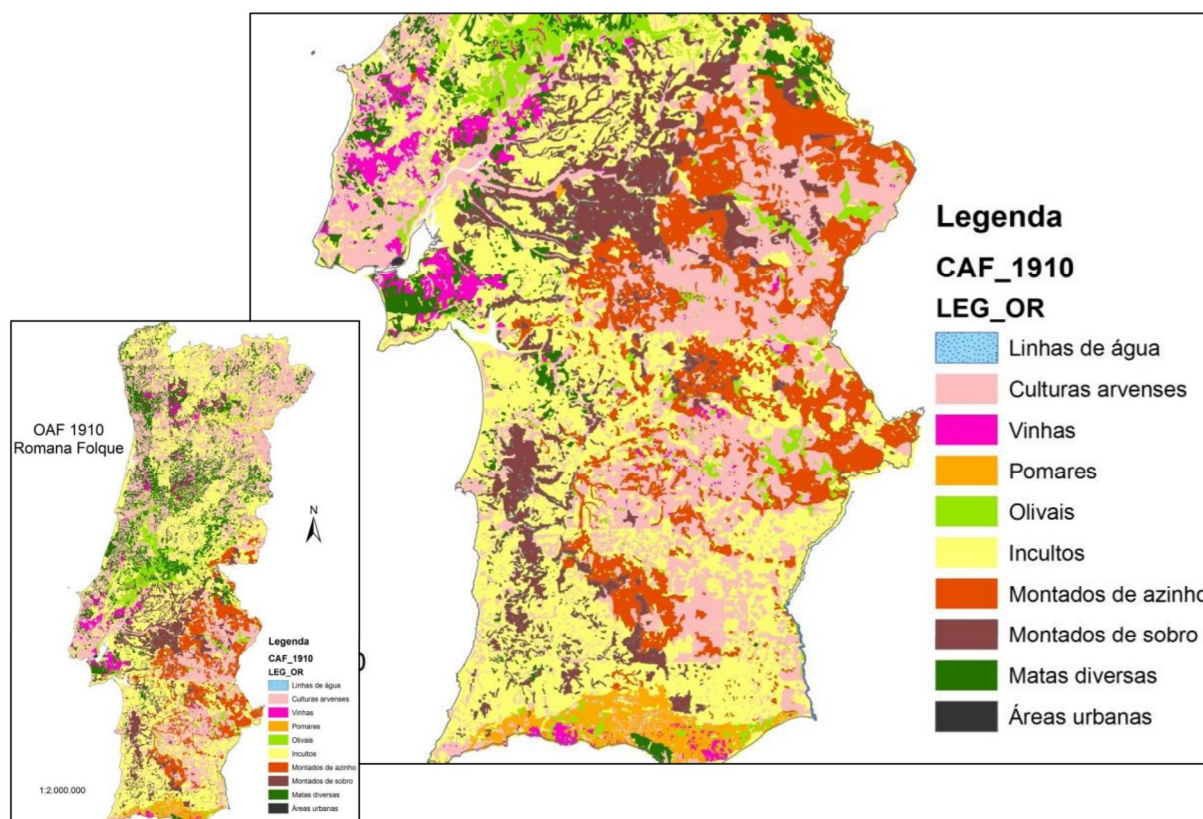 Legenda
CAF_1910
LEG_OR
Linhas de água
Culturas arvenses
Vinhas
Pomares
Olivais
Incultos
Montados de azinho
Montados de sobro
Matas diversas
Áreas urbanas
OAF 1910
Romana Folque
N
Legenda
CAF_1910
LEG_OR
Linhas de água
Culturas arvenses
Vinhas
Pomares
Olivais
Incultos
Montados de azinho
Montados de sobro
Matas diversas
Áreas urbanas
1:2.000.000
0